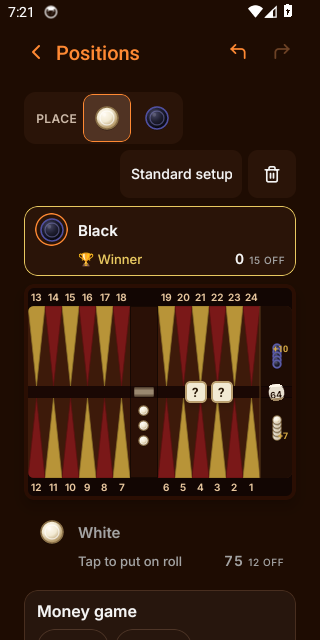 7:21
Positions
PLACE
Standard setup
Black
🏆 Winner 0 15 OFF
13 14 15 16 17 18 19 20 21 22 23 24
+10
? ? 64
+7
12 11 10 9 8 7 6 5 4 3 2 1
White
Tap to put on roll 75 12 OFF
Money game